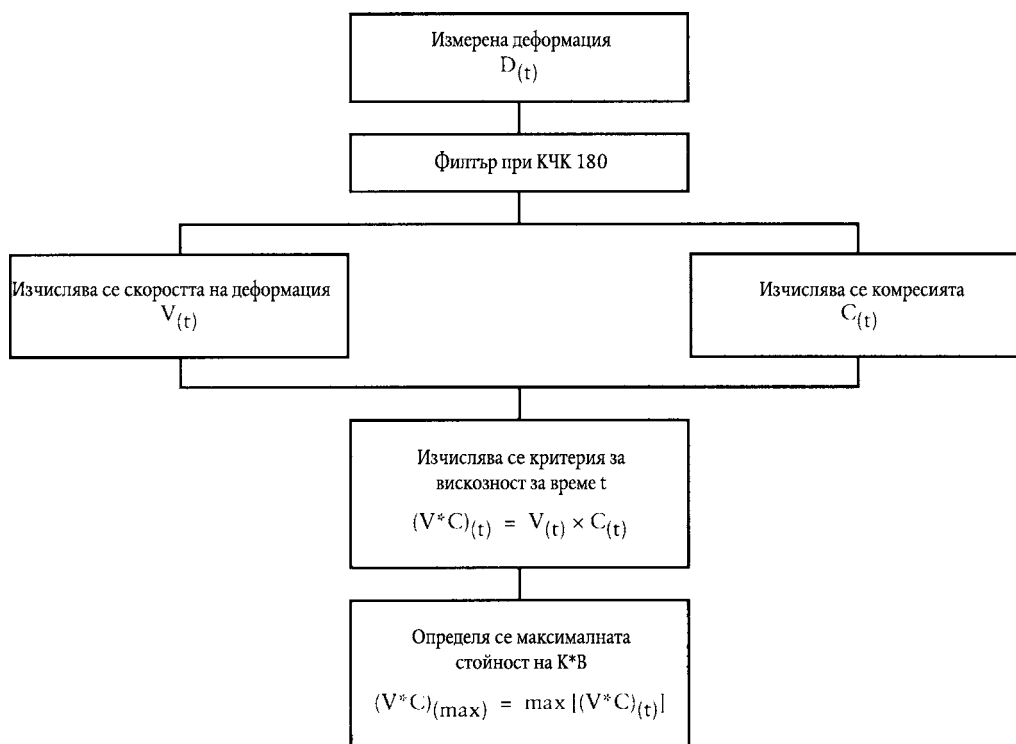 Измерена деформация
D(t)
Филтър при КЧК 180
Изчислява се скоростта на деформация
V(t)
Изчислява се комресията
C(t)
Изчислява се критерия за
вискозност за време t
(V*C)(t) = V(t) × C(t)
Определя се максималната
стойност на К*В
(V*C)(max) = max [(V*C)(t)]